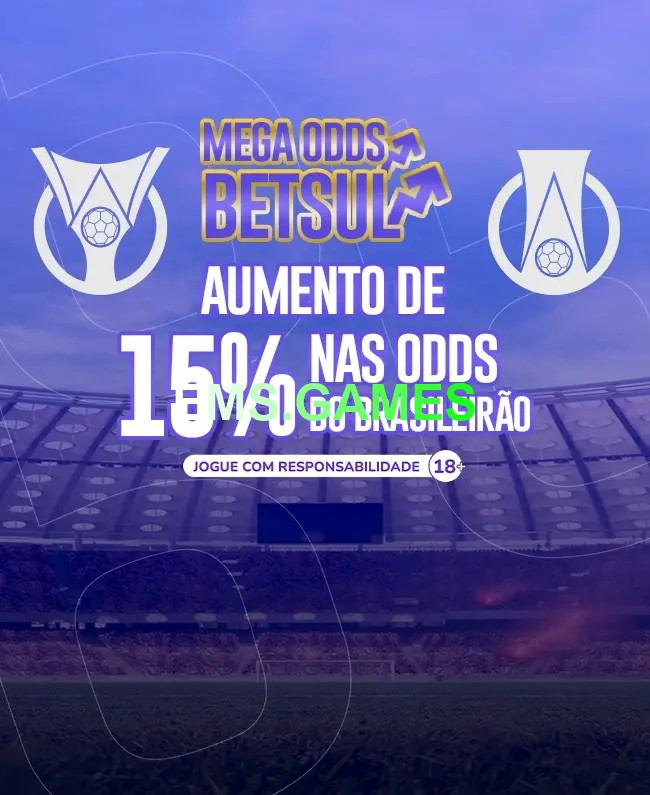 MEGA ODDS
BETSUL
AUMENTO DE
15% NAS ODDS
DO BRASILEIRÃO
MS.GAMES
JOGUE COM RESPONSABILIDADE 18+